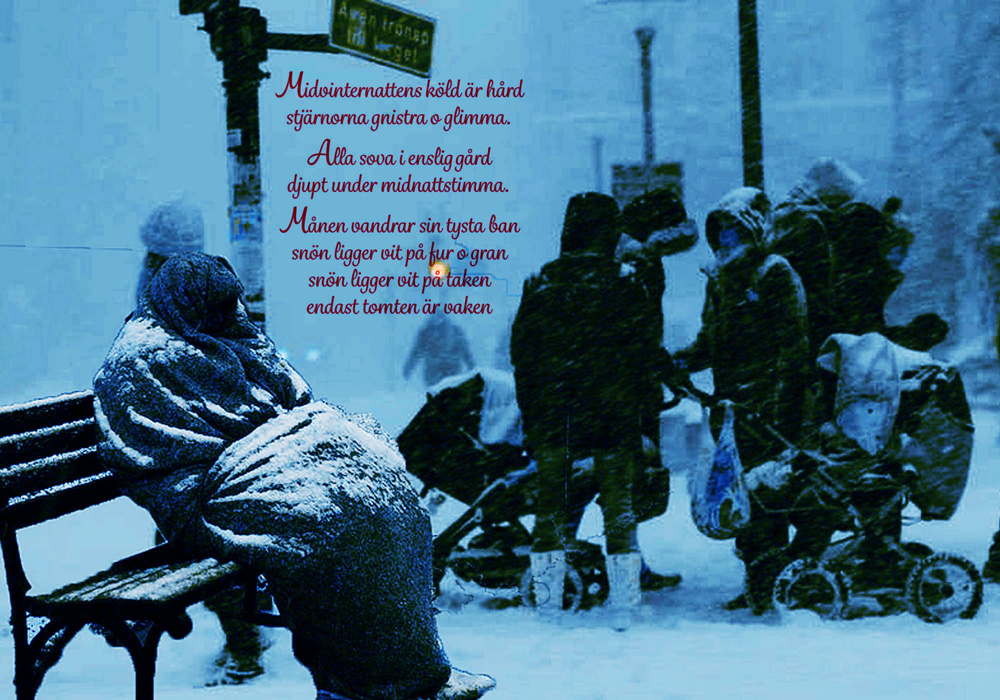 Midvinternattens köld är hård
stjärnorna gnistra o glimma.
Alla sova i enslig gård
djupt under midnattstimma.
Månen vandrar sin tysta ban
snön ligger vit på fur o gran
snön ligger vit på taken
endast tomten är vaken